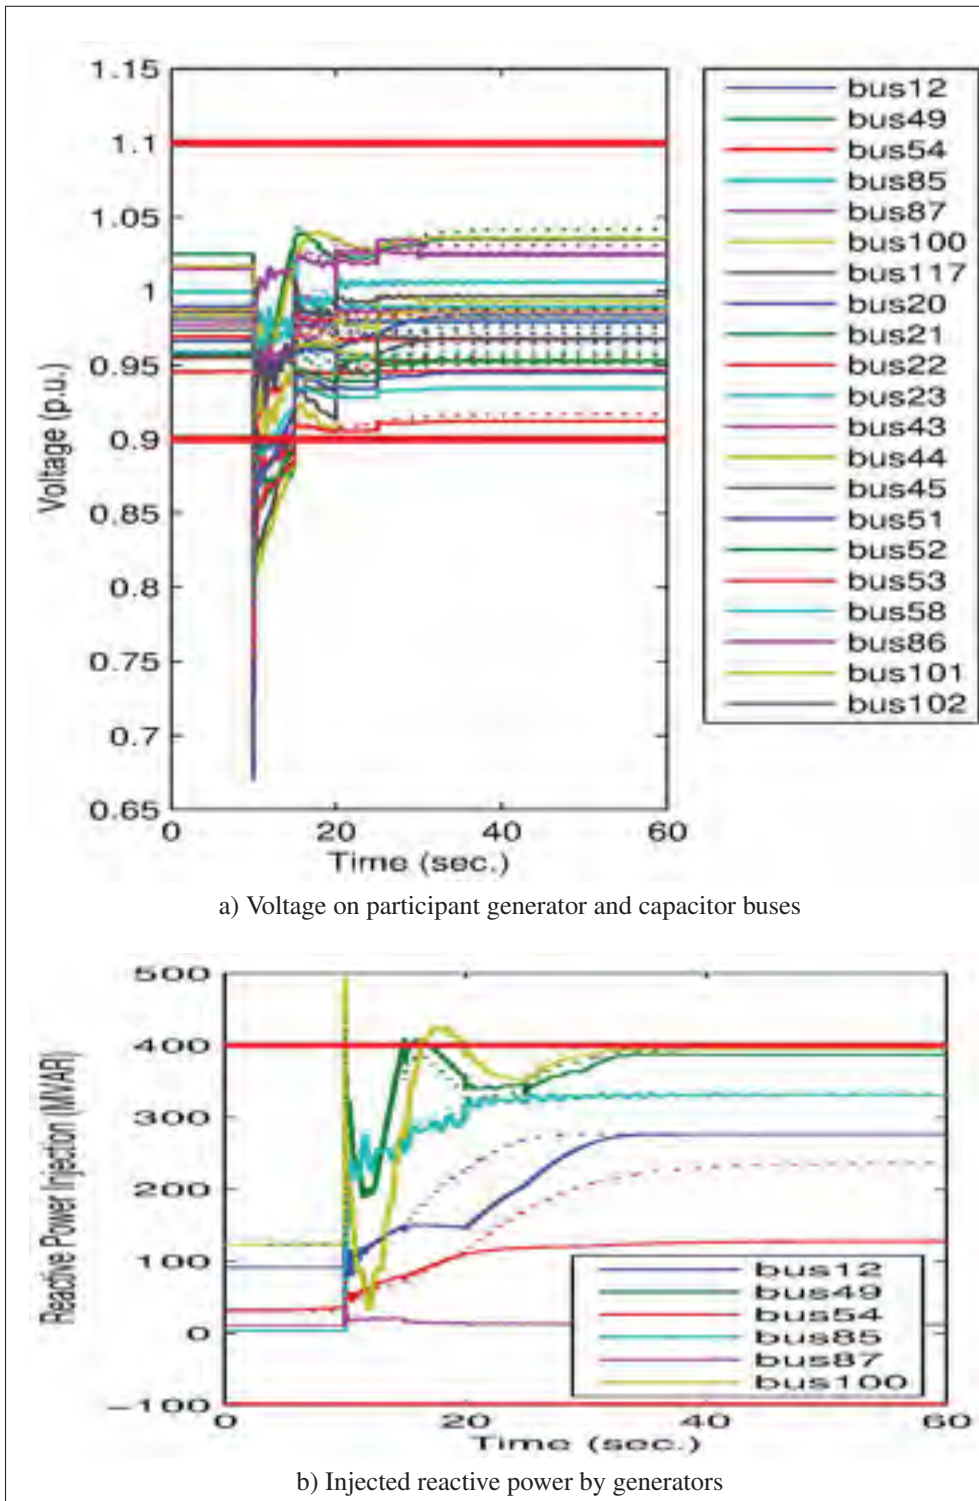 1.15
1.1
1.05
1
0.95
0.9
0.85
0.8
0.75
0.7
0.65
Voltage (p.u.)
0 20 40 60
Time (sec.)
bus12
bus49
bus54
bus85
bus87
bus100
bus117
bus20
bus21
bus22
bus23
bus43
bus44
bus45
bus51
bus52
bus53
bus58
bus86
bus101
bus102
a) Voltage on participant generator and capacitor buses
500
400
300
200
100
0
−100
Reactive Power Injection (MVAR)
0 20 40 60
Time (sec.)
bus12
bus49
bus54
bus85
bus87
bus100
b) Injected reactive power by generators